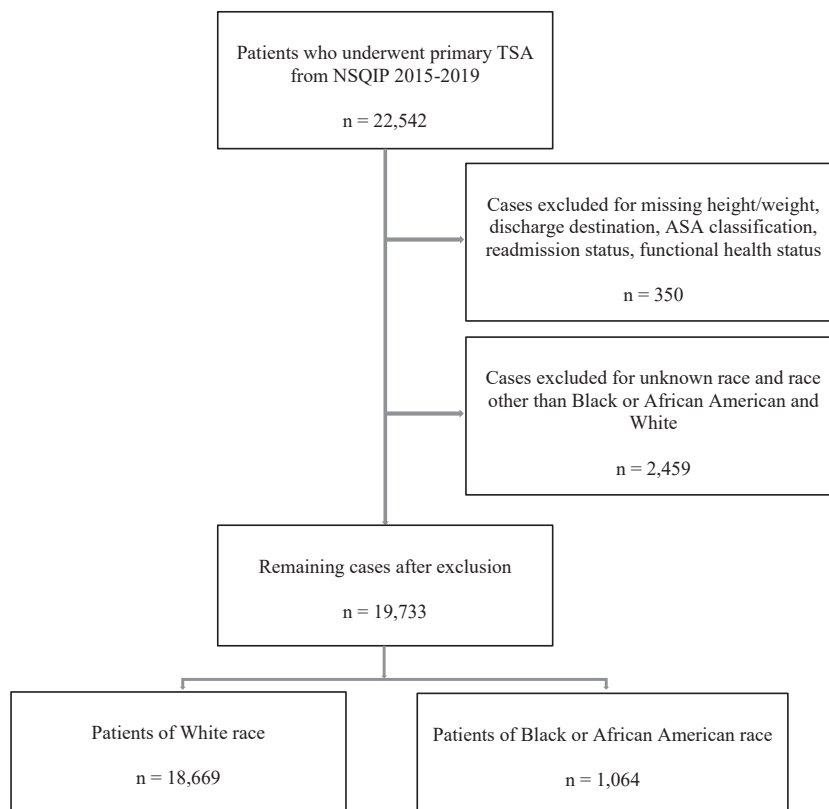 Patients who underwent primary TSA
from NSQIP 2015-2019
n = 22,542
Cases excluded for missing height/weight,
discharge destination, ASA classification,
readmission status, functional health status
n = 350
Cases excluded for unknown race and race
other than Black or African American and
White
n = 2,459
Remaining cases after exclusion
n = 19,733
Patients of White race
n = 18,669
Patients of Black or African American race
n = 1,064